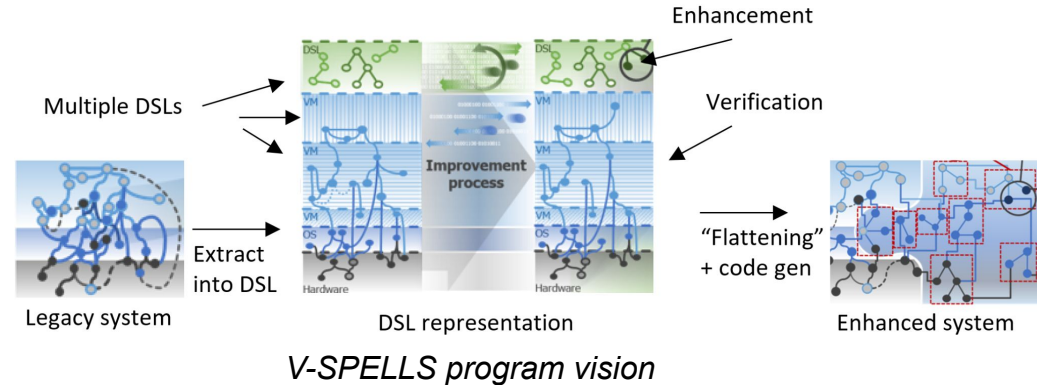 Enhancement
Multiple DSLs
Verification
DSL
VM
VM
VM
OS
Hardware
Improvement
process
DSL
VM
VM
VM
OS
Hardware
Extract
into DSL
“Flattening”
+ code gen
Legacy system
DSL representation
Enhanced system
V-SPELLS program vision